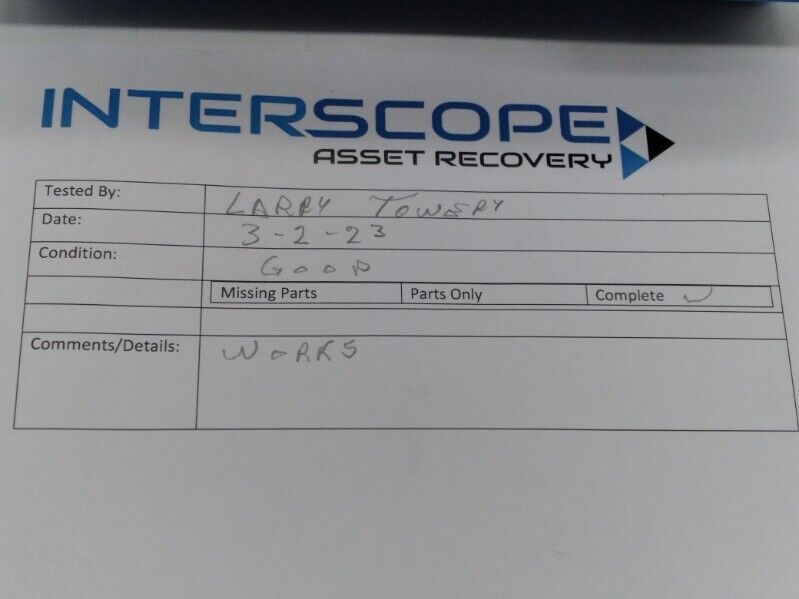 INTERSCOPE
ASSET RECOVERY
Tested By: LARRY TOWERY
Date: 3-2-23
Condition: GOOD
Missing Parts Parts Only Complete ✓
Comments/Details: WORKS